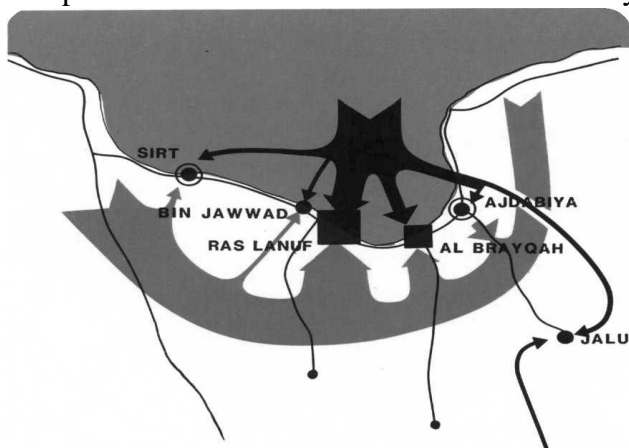 SIRT
BIN JAWWAD
RAS LANUF
AJDABIYA
AL BRAYQAH
JALU